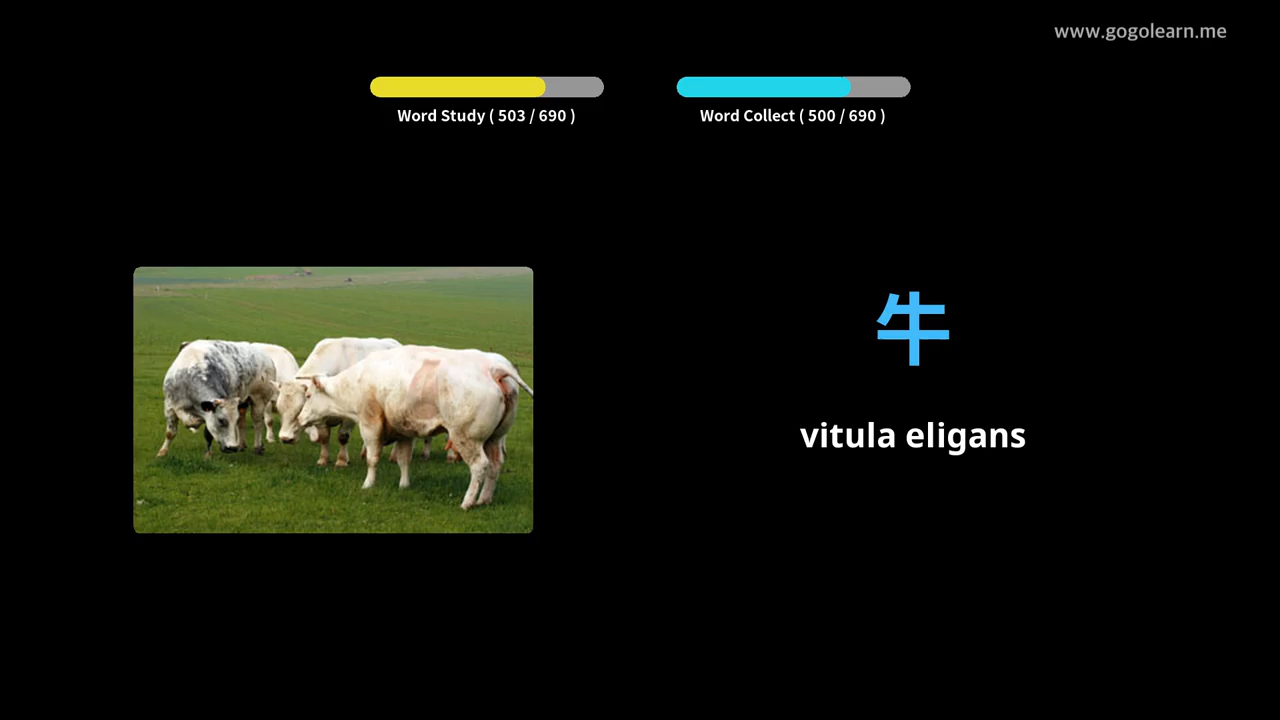 www.gogolearn.me
Word Study ( 503 / 690 )
Word Collect ( 500 / 690 )
牛
vitula eligans